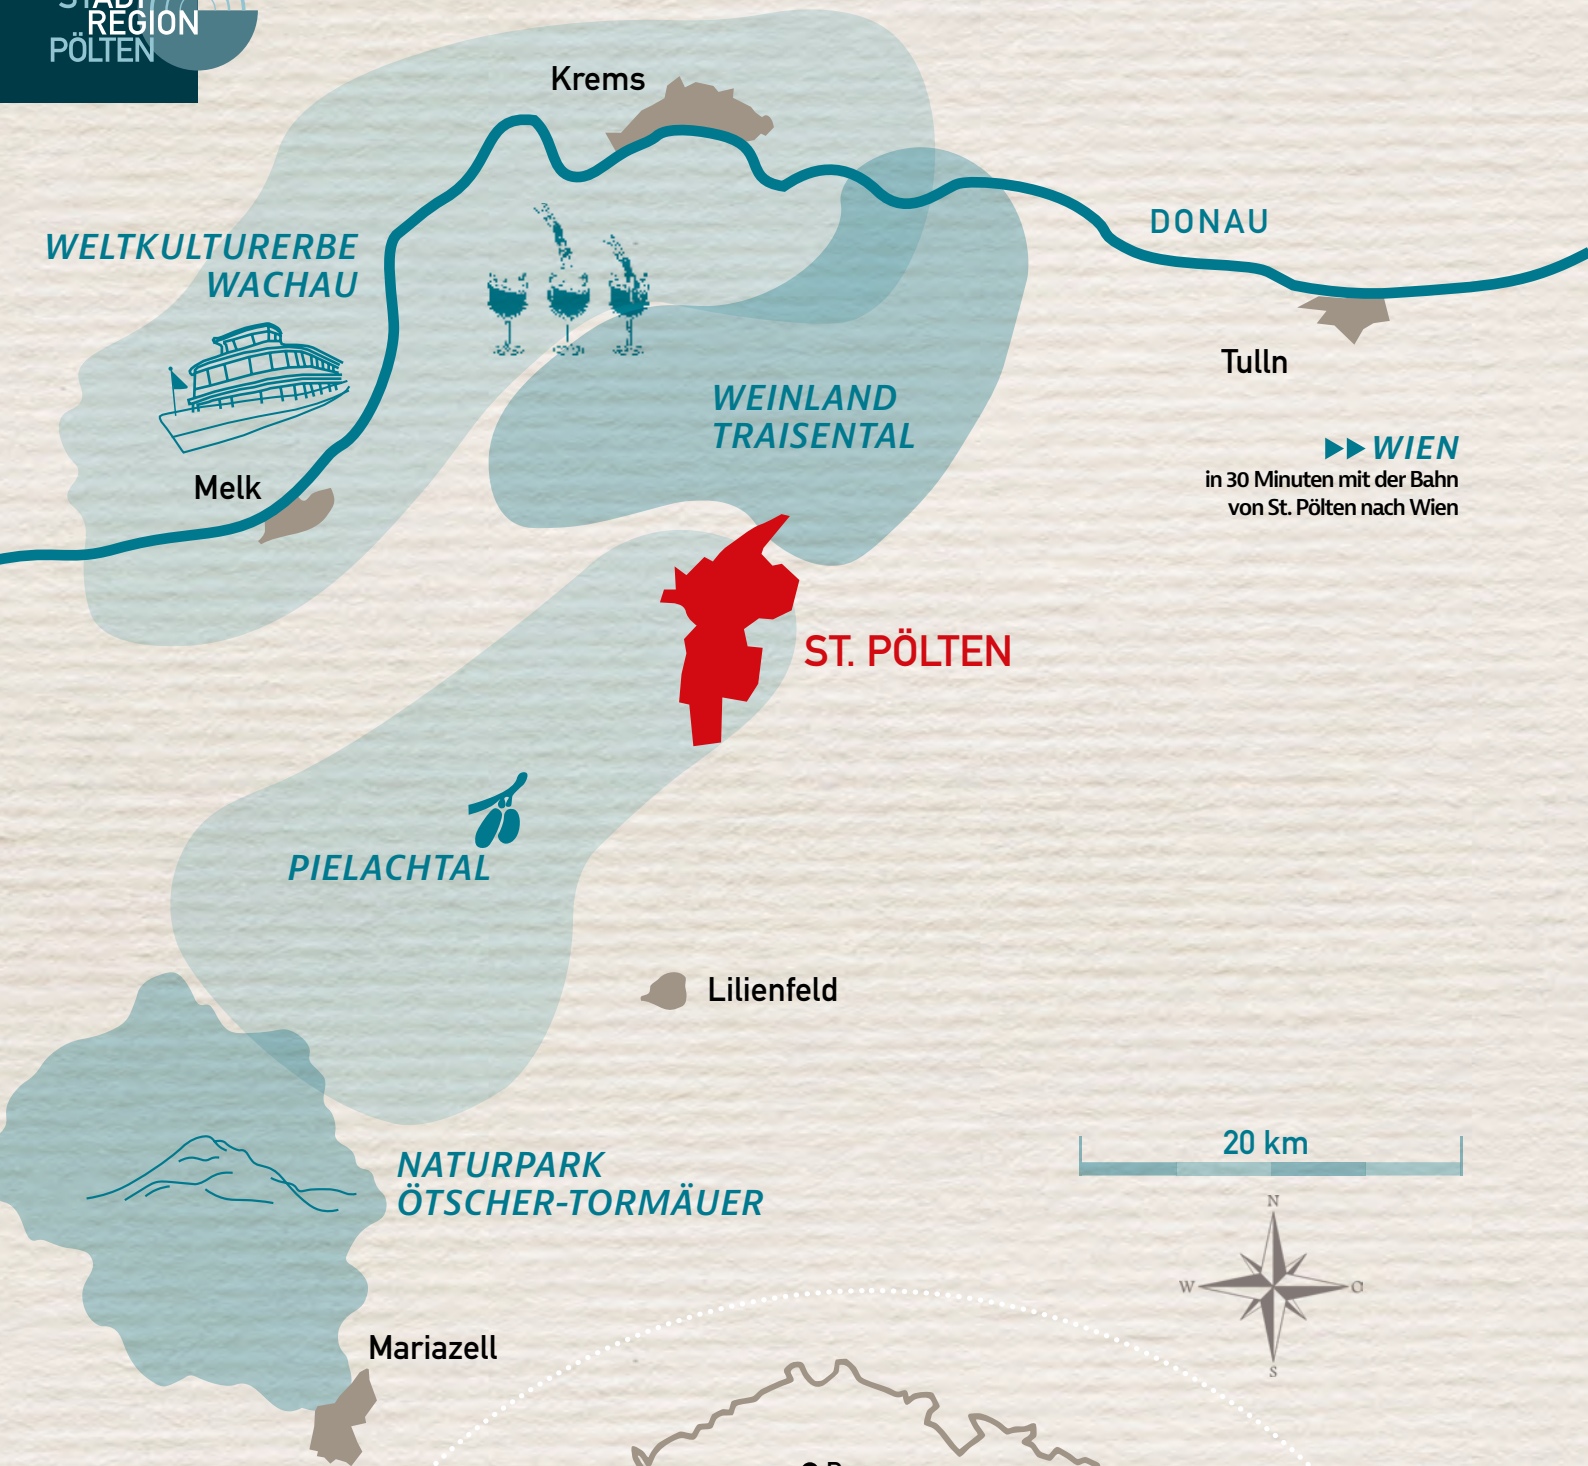 STADT
REGION
PÖLTEN
Krems
DONAU
WELTKULTURERBE
WACHAU
Tulln
WEINLAND
TRAISENTAL
WIEN
in 30 Minuten mit der Bahn
von St. Pölten nach Wien
Melk
ST. PÖLTEN
PIELACHTAL
Lilienfeld
20 km
NATURPARK
ÖTSCHER-TORMÄUER
N
W
O
S
Mariazell